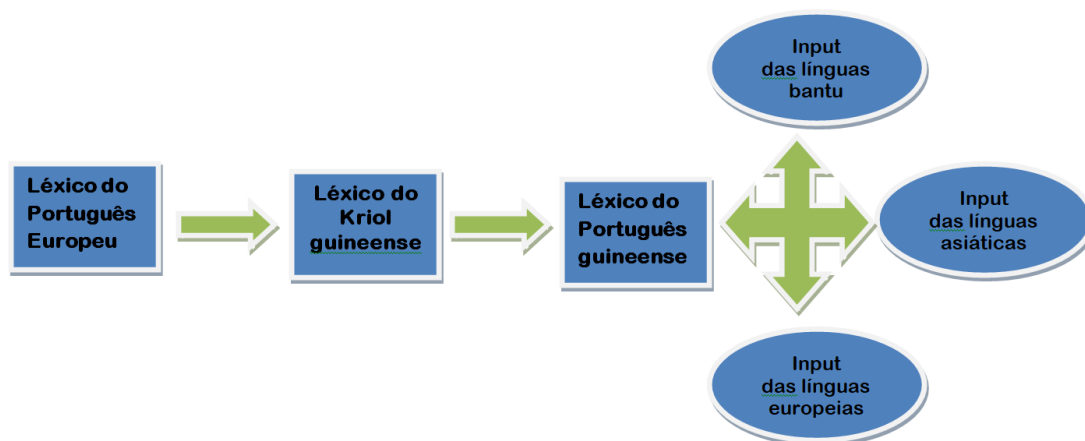 Léxico do
Português
Europeu
Léxico do
Kriol
guineense
Léxico do
Português
guineense
Input
das línguas
bantu
Input
das línguas
asiáticas
Input
das línguas
europeias